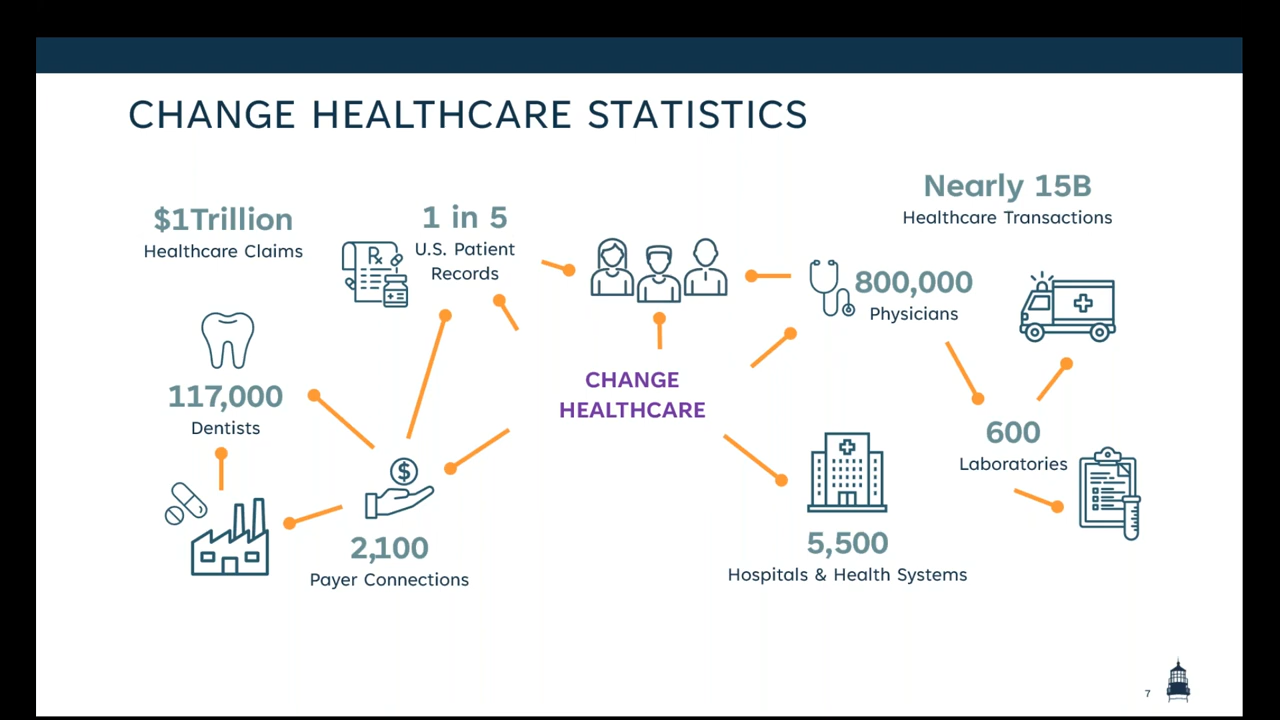 CHANGE HEALTHCARE STATISTICS
$1Trillion
Healthcare Claims
1 in 5
U.S. Patient
Records
Rx
Nearly 15B
Healthcare Transactions
800,000
Physicians
117,000
Dentists
CHANGE
HEALTHCARE
600
Laboratories
$
2,100
Payer Connections
5,500
Hospitals & Health Systems
7